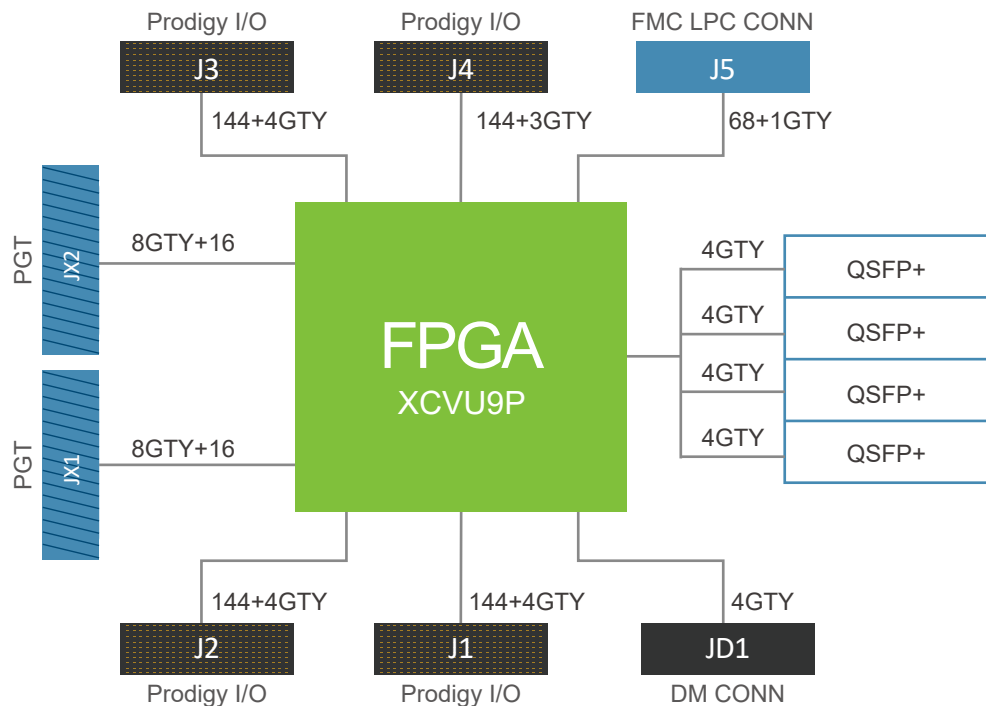 Prodigy I/O
Prodigy I/O
FMC LPC CONN
J3
J4
J5
144+4GTY
144+3GTY
68+1GTY
PGT
JX2
8GTY+16
4GTY
QSFP+
4GTY
QSFP+
FPGA
XCVU9P
4GTY
QSFP+
4GTY
QSFP+
PGT
JX1
8GTY+16
144+4GTY
144+4GTY
4GTY
J2
J1
JD1
Prodigy I/O
Prodigy I/O
DM CONN